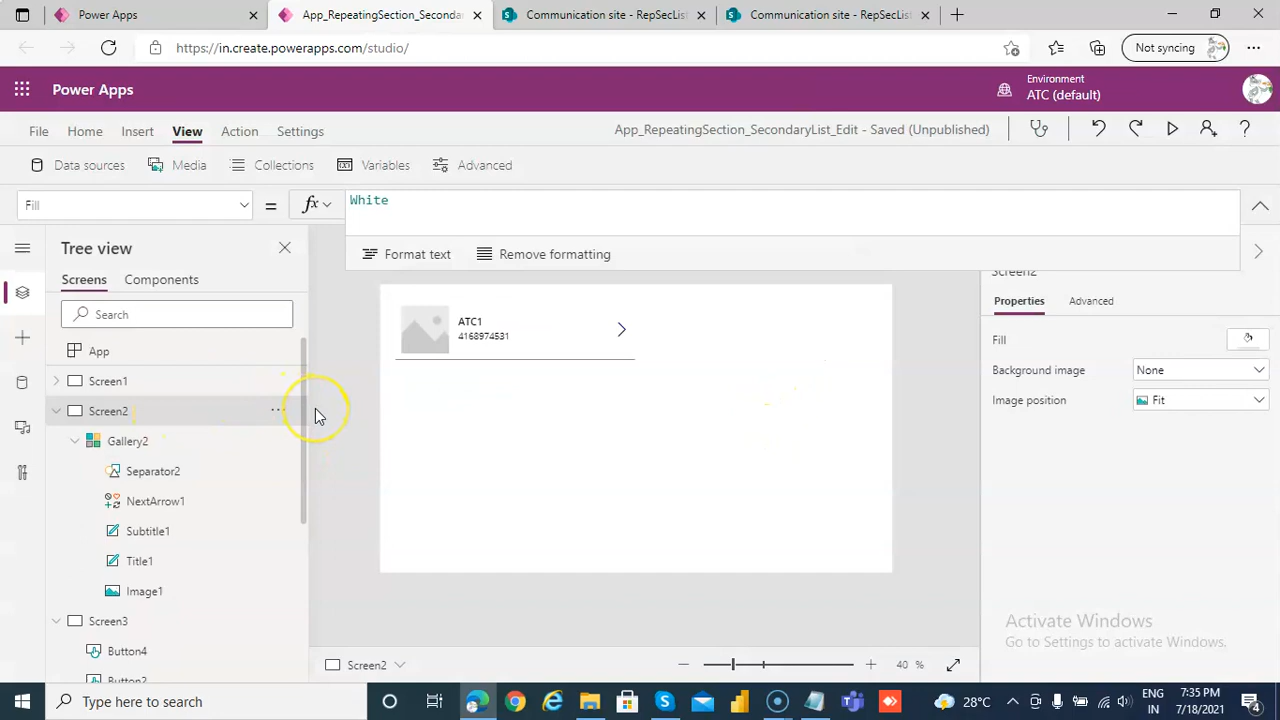 Power Apps
App_RepeatingSection_Seconda
Communication site - RepSecList
Communication site - RepSecList
https://in.create.powerapps.com/studio/
Not syncing
Power Apps
Environment
ATC (default)
File Home Insert View Action Settings
App_RepeatingSection_SecondaryList_Edit - Saved (Unpublished)
Data sources Media Collections Variables Advanced
Fill = fx White
Format text Remove formatting
Tree view
Screens Components
Search
App
Screen1
Screen2
Gallery2
Separator2
NextArrow1
Subtitle1
Title1
Image1
Screen3
Button4
Button2
ATC1
4168974531
Screen2
40 %
Screen2
Properties Advanced
Fill
Background image None
Image position Fit
Activate Windows
Go to Settings to activate Windows.
Type here to search
28°C
ENG
IN
7:35 PM
7/18/2021
4